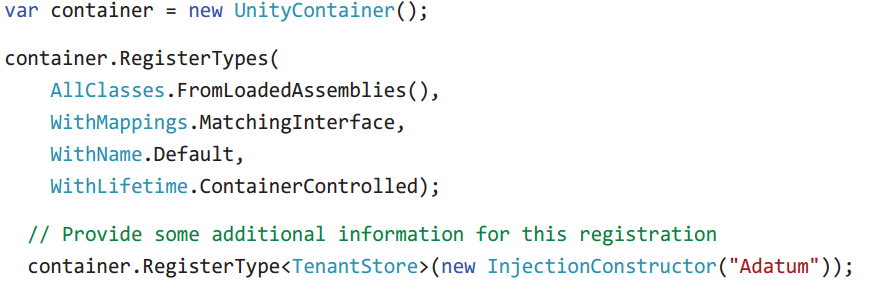 var container = new UnityContainer();
container.RegisterTypes(
    AllClasses.FromLoadedAssemblies(),
    WithMappings.MatchingInterface,
    WithName.Default,
    WithLifetime.ContainerControlled);
  // Provide some additional information for this registration
  container.RegisterType<TenantStore>(new InjectionConstructor("Adatum"));